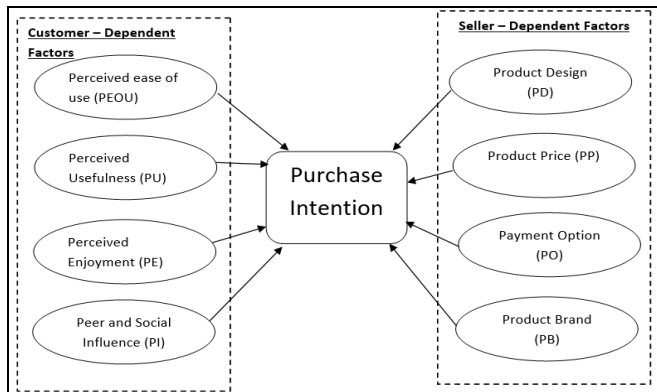 Customer – Dependent
Factors
Perceived ease of
use (PEOU)
Perceived
Usefulness (PU)
Perceived
Enjoyment (PE)
Peer and Social
Influence (PI)
Purchase
Intention
Seller – Dependent Factors
Product Design
(PD)
Product Price (PP)
Payment Option
(PO)
Product Brand
(PB)